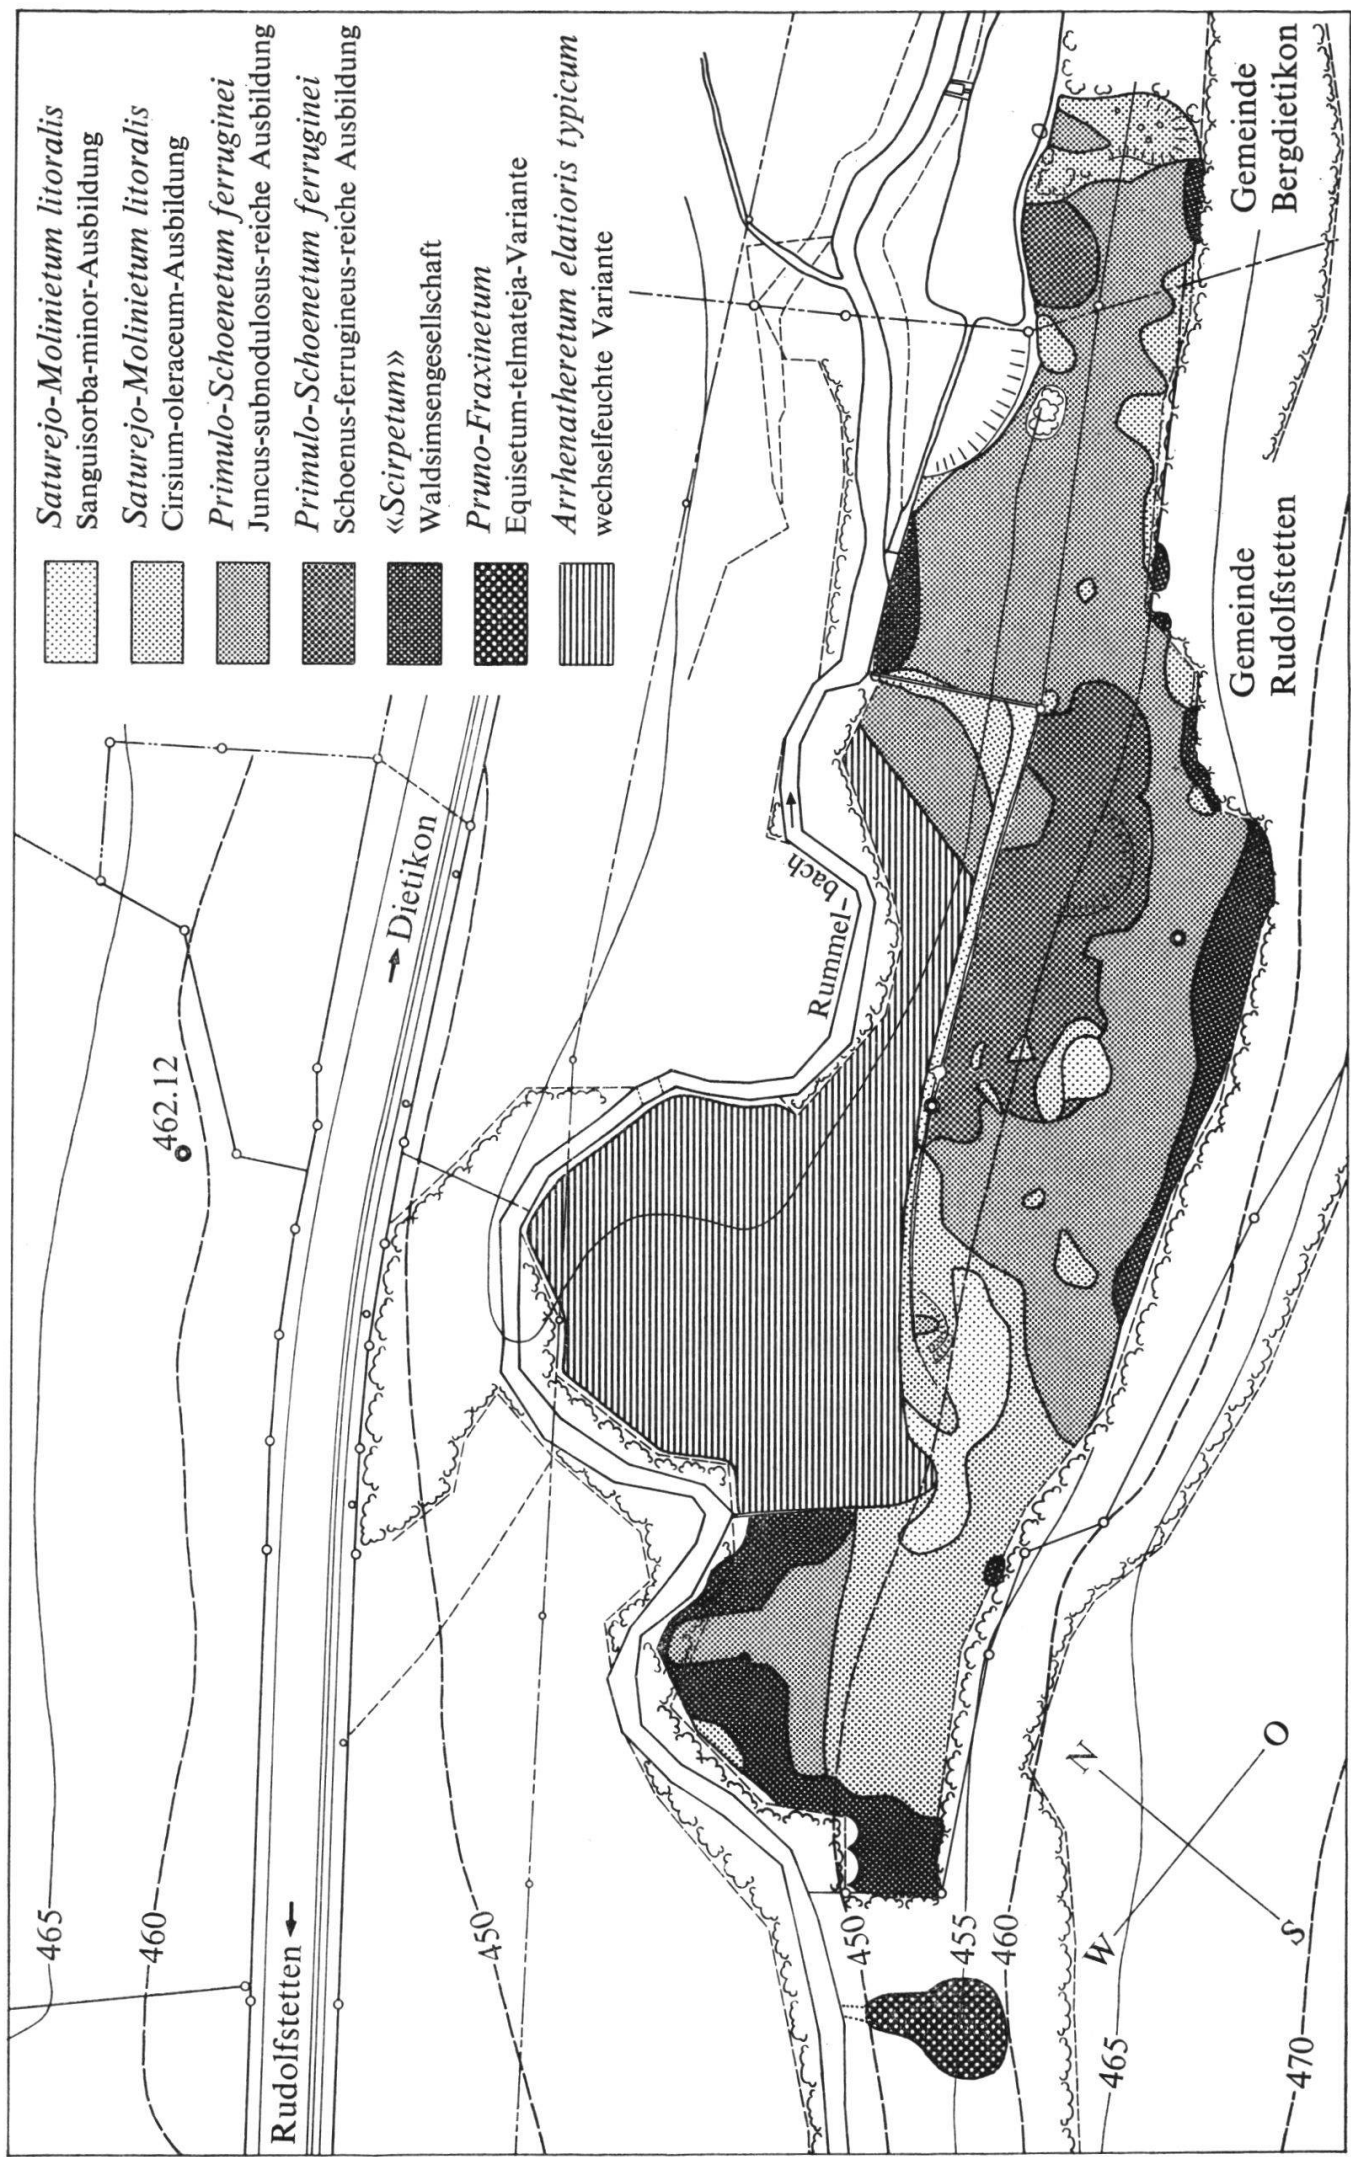 Saturejo-Molinietum litoralis
Sanguisorba-minor-Ausbildung
Saturejo-Molinietum litoralis
Cirsium-oleraceum-Ausbildung
Primulo-Schoenetum ferruginei
Juncus-subnodulosus-reiche Ausbildung
Primulo-Schoenetum ferruginei
Schoenus-ferrugineus-reiche Ausbildung
«Scirpetum»
Waldsimsengesellschaft
Pruno-Fraxinetum
Equisetum-telmateja-Variante
Arrhenatheretum elatioris typicum
wechselfeuchte Variante
465
460
462.12
Rudolfstetten
Dietikon
450
Rummel-
bach
450
455
460
465
470
W
N
S
O
Gemeinde
Rudolfstetten
Gemeinde
Bergdietikon